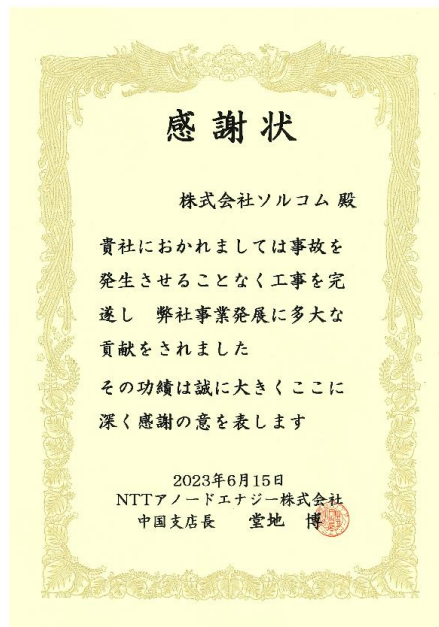 感謝状
株式会社ソルコム 殿
貴社におかれましては事故を
発生させることなく工事を完
遂し　弊社事業発展に多大な
貢献をされました
その功績は誠に大きくここに
深く感謝の意を表します
2023年6月15日
NTTアノードエナジー株式会社
中国支店長　堂地　博